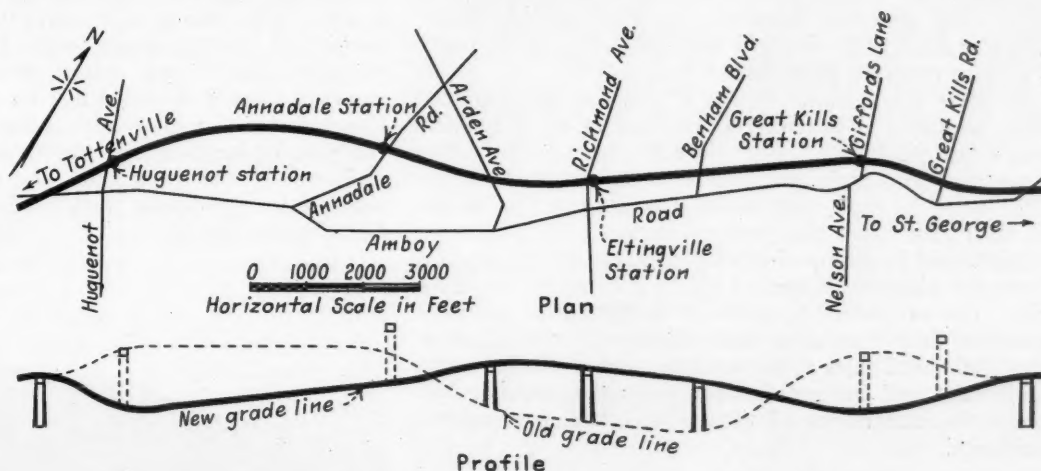 N
To Tottenville
Ave.
Huguenot station
Huguenot
Annadale Station
Annadale
Rd.
Arden Ave
Richmond Ave.
Benham Blvd.
Great Kills
Station
Giffords Lane
Great Kills Rd.
Amboy
Road
Eltingville
Station
Nelson Ave.
To St. George
0 1000 2000 3000
Horizontal Scale in Feet
Plan
New grade line
Old grade line
Profile